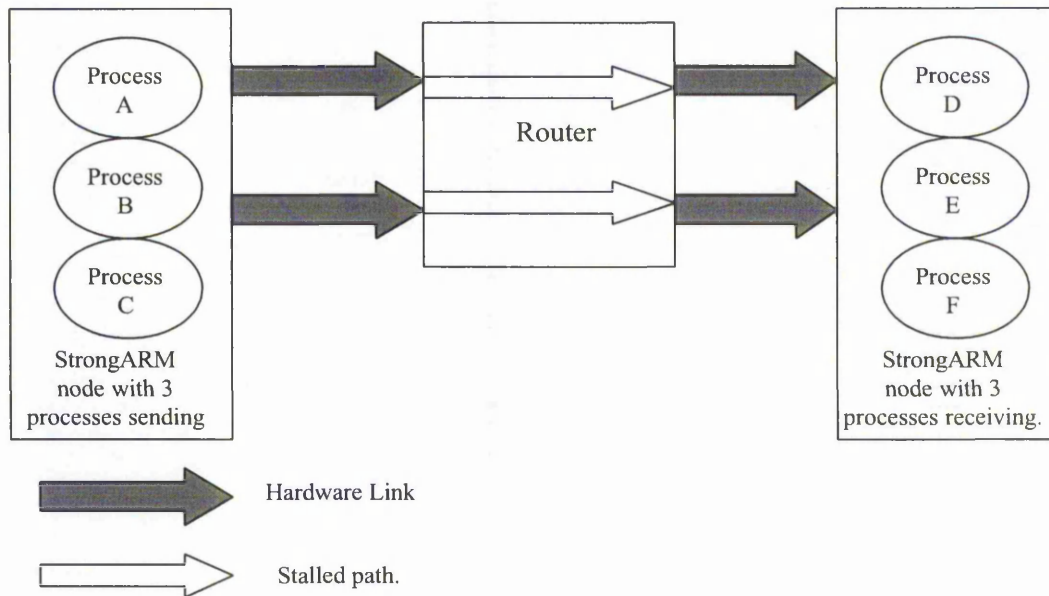 Process
A
Process
B
Process
C
StrongARM
node with 3
processes sending
Router
Process
D
Process
E
Process
F
StrongARM
node with 3
processes receiving.
Hardware Link
Stalled path.